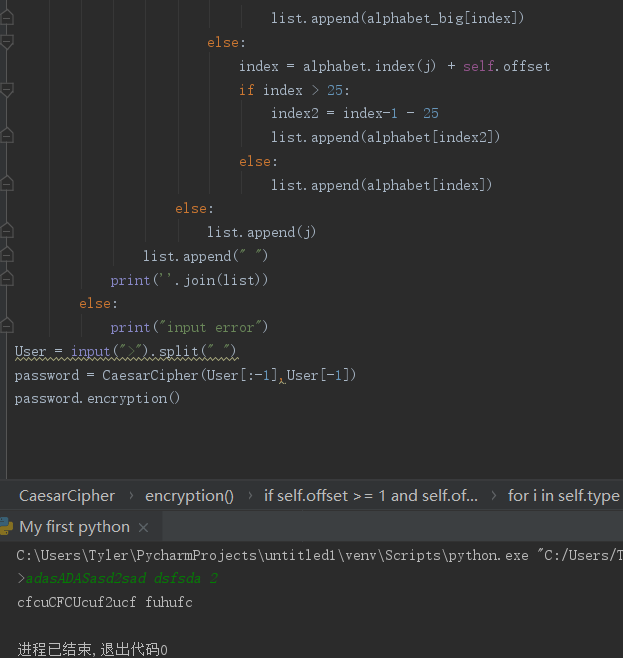 list.append(alphabet_big[index])
else:
index = alphabet.index(j) + self.offset
if index > 25:
index2 = index-1 - 25
list.append(alphabet[index2])
else:
list.append(alphabet[index])
else:
list.append(j)
list.append(" ")
print(''.join(list))
else:
print("input error")
User = input(">").split(" ")
password = CaesarCipher(User[:-1],User[-1])
password.encryption()
CaesarCipher › encryption() › if self.offset >= 1 and self.of... › for i in self.type
My first python ×
C:\Users\Tyler\PycharmProjects\untitled1\venv\Scripts\python.exe "C:/Users/T
>adasADASasd2sad dsfsda 2
cfcuCFCUcuf2ucf fuhufc
进程已结束,退出代码0